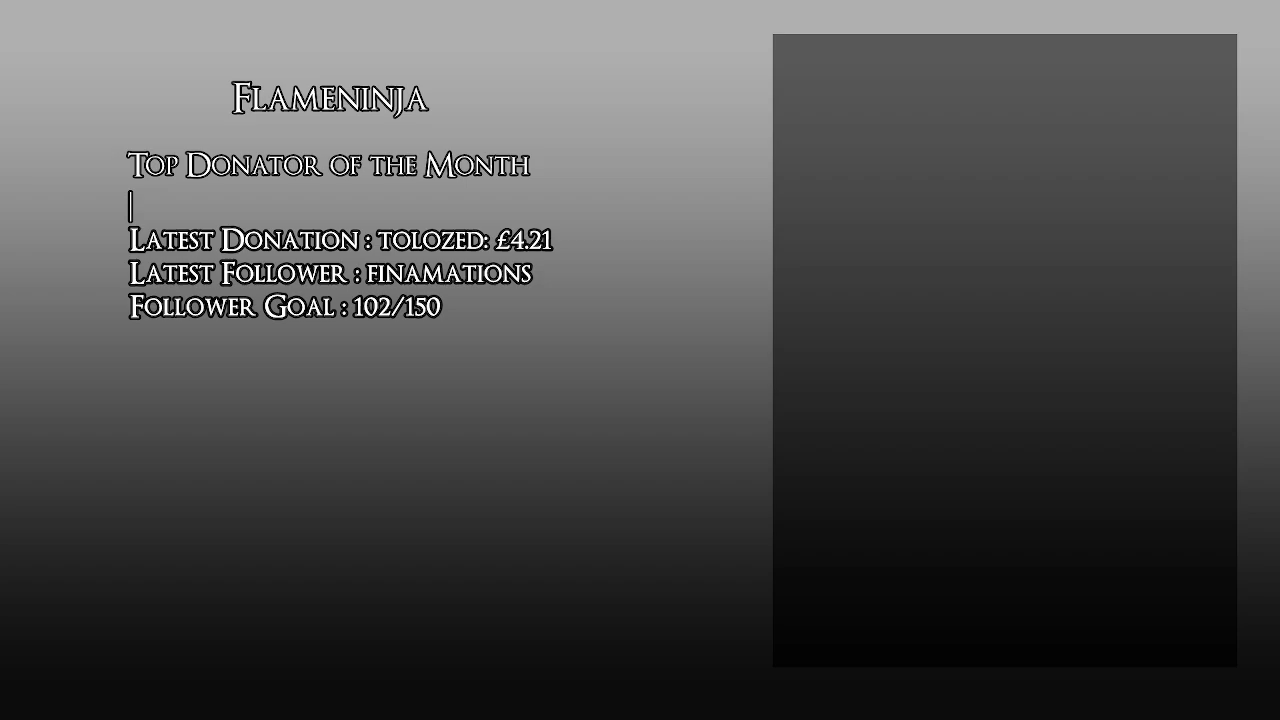 Flameninja
Top Donator of the Month
|
Latest Donation : tolozed: £4.21
Latest Follower : finamations
Follower Goal : 102/150